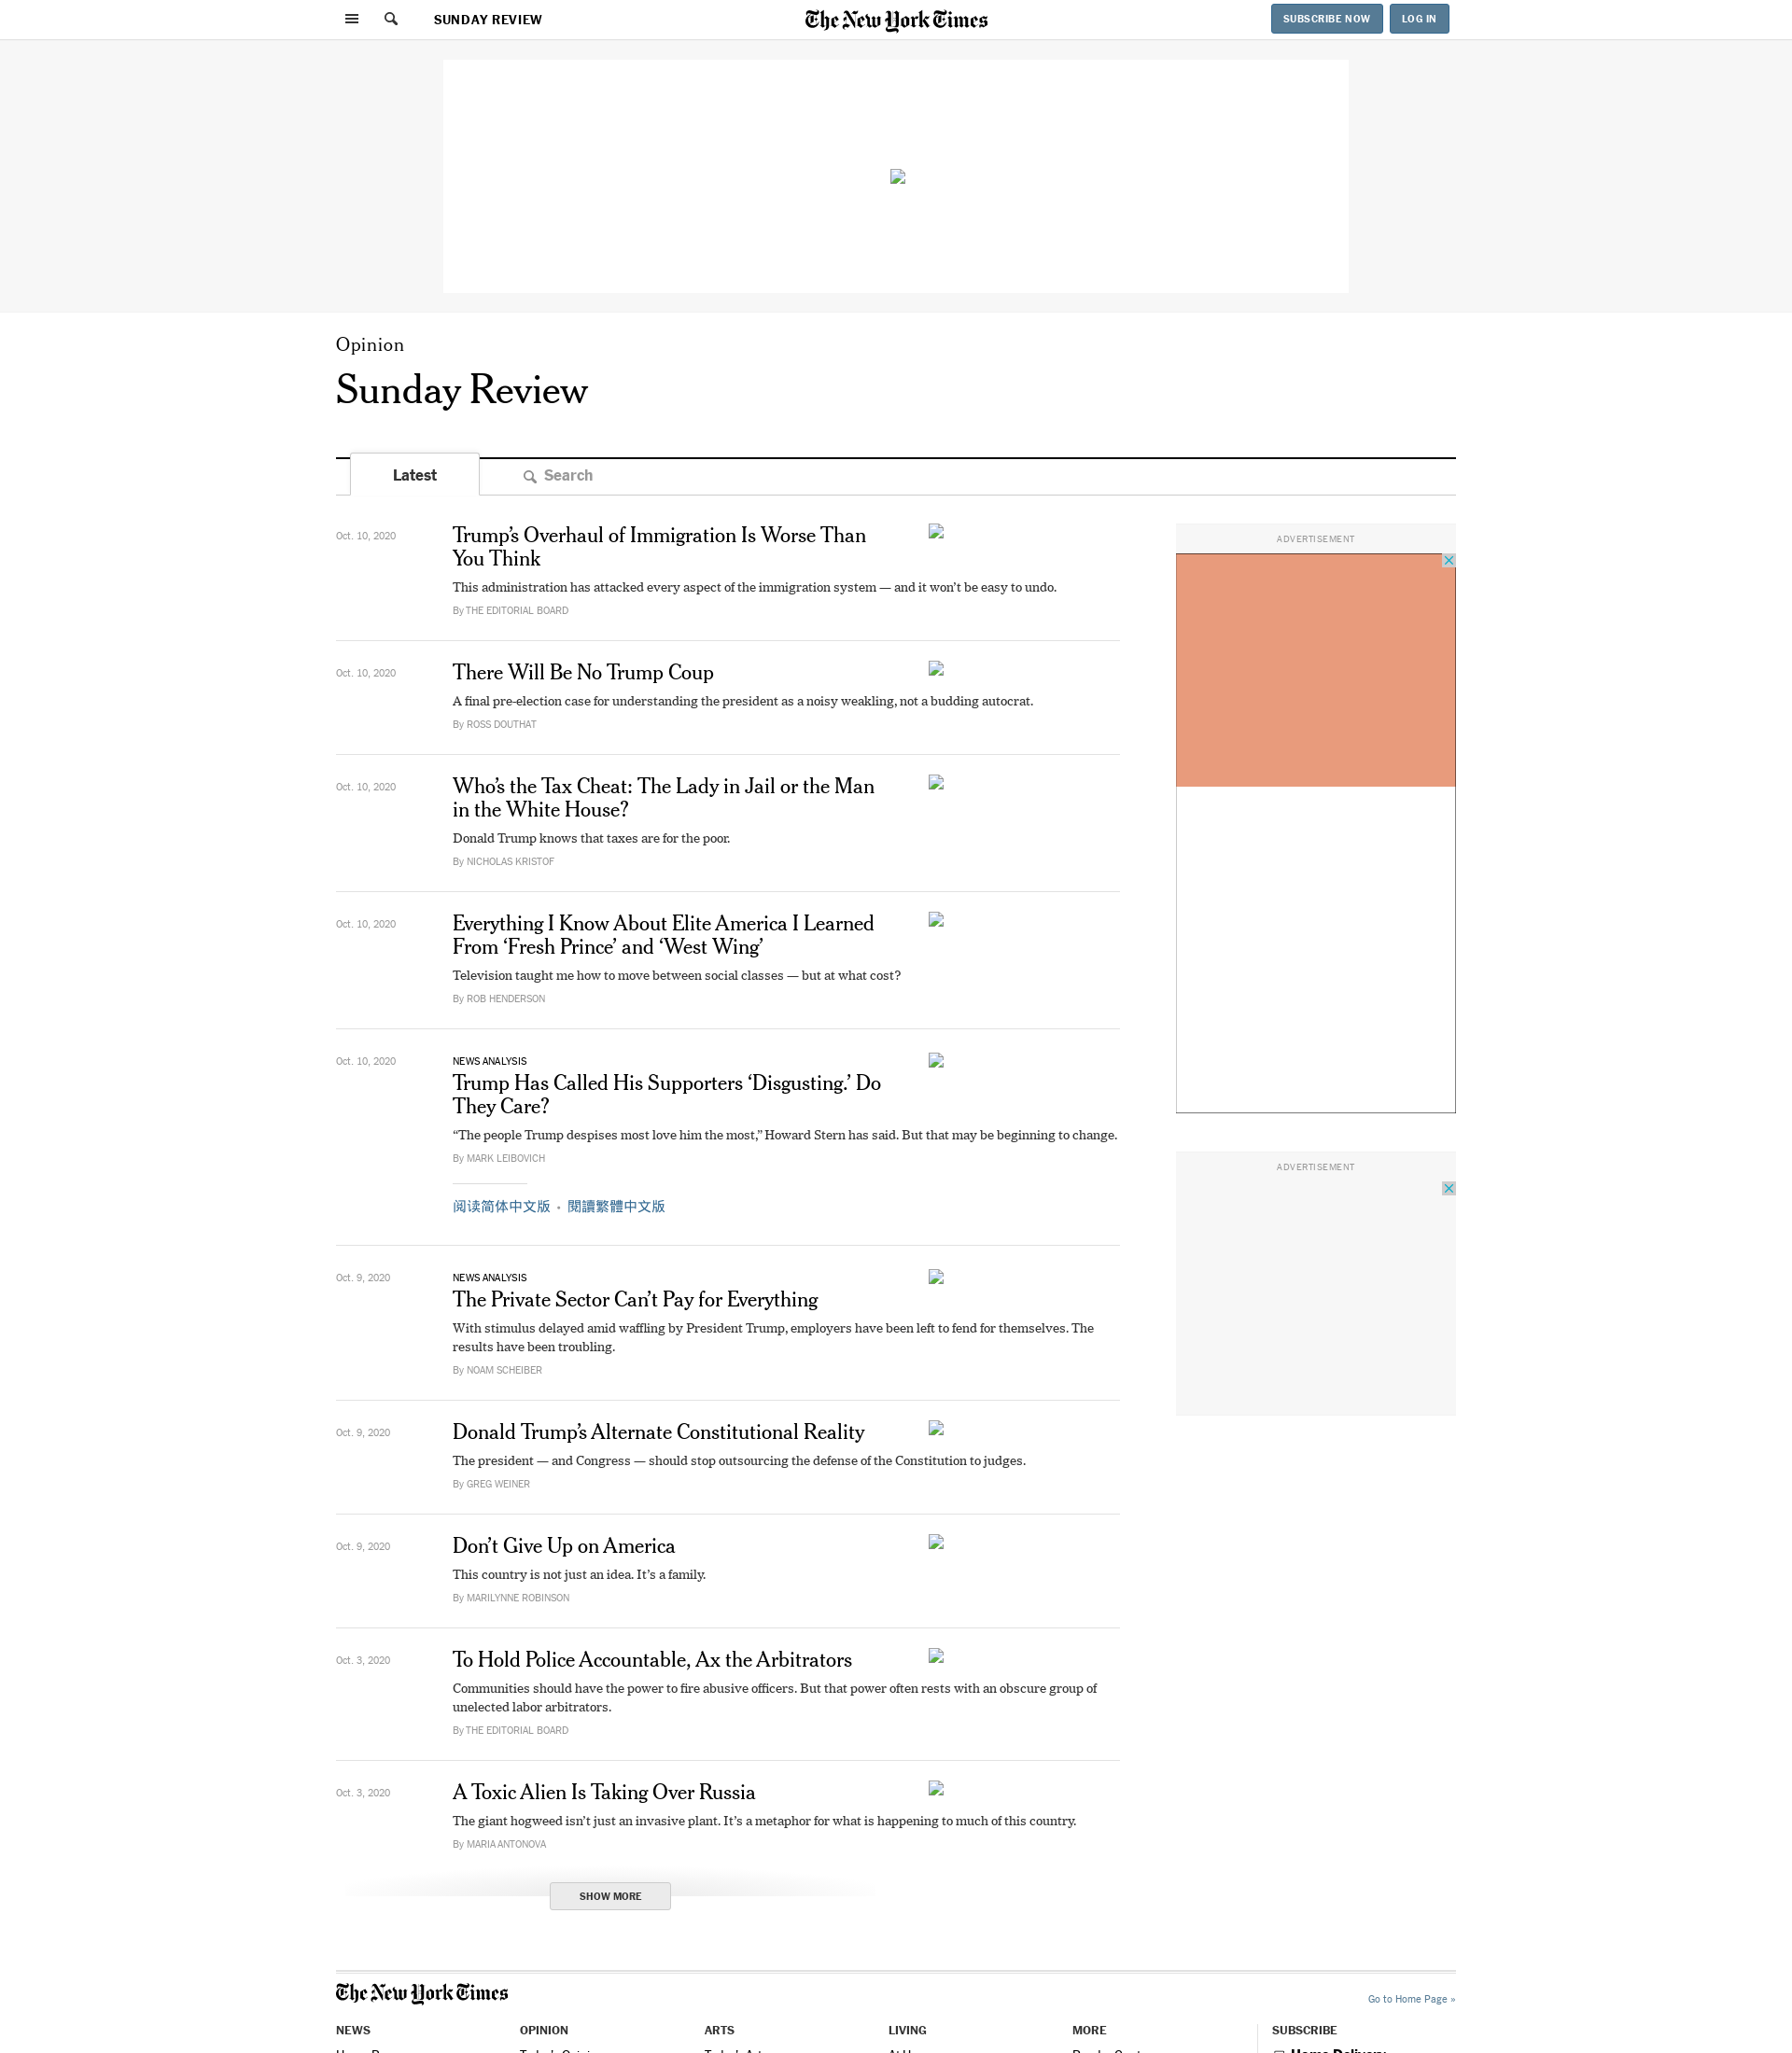 SUNDAY REVIEW
The New York Times
SUBSCRIBE NOW
LOG IN
Opinion
Sunday Review
Latest
Search
Oct. 10, 2020
Trump’s Overhaul of Immigration Is Worse Than
You Think
This administration has attacked every aspect of the immigration system — and it won’t be easy to undo.
By THE EDITORIAL BOARD
Oct. 10, 2020
There Will Be No Trump Coup
A final pre-election case for understanding the president as a noisy weakling, not a budding autocrat.
By ROSS DOUTHAT
Oct. 10, 2020
Who’s the Tax Cheat: The Lady in Jail or the Man
in the White House?
Donald Trump knows that taxes are for the poor.
By NICHOLAS KRISTOF
Oct. 10, 2020
Everything I Know About Elite America I Learned
From ‘Fresh Prince’ and ‘West Wing’
Television taught me how to move between social classes — but at what cost?
By ROB HENDERSON
Oct. 10, 2020
NEWS ANALYSIS
Trump Has Called His Supporters ‘Disgusting.’ Do
They Care?
“The people Trump despises most love him the most,” Howard Stern has said. But that may be beginning to change.
By MARK LEIBOVICH
阅读简体中文版 • 閱讀繁體中文版
Oct. 9, 2020
NEWS ANALYSIS
The Private Sector Can’t Pay for Everything
With stimulus delayed amid waffling by President Trump, employers have been left to fend for themselves. The
results have been troubling.
By NOAM SCHEIBER
Oct. 9, 2020
Donald Trump’s Alternate Constitutional Reality
The president — and Congress — should stop outsourcing the defense of the Constitution to judges.
By GREG WEINER
Oct. 9, 2020
Don’t Give Up on America
This country is not just an idea. It’s a family.
By MARILYNNE ROBINSON
Oct. 3, 2020
To Hold Police Accountable, Ax the Arbitrators
Communities should have the power to fire abusive officers. But that power often rests with an obscure group of
unelected labor arbitrators.
By THE EDITORIAL BOARD
Oct. 3, 2020
A Toxic Alien Is Taking Over Russia
The giant hogweed isn’t just an invasive plant. It’s a metaphor for what is happening to much of this country.
By MARIA ANTONOVA
SHOW MORE
ADVERTISEMENT
ADVERTISEMENT
The New York Times
Go to Home Page »
NEWS
OPINION
ARTS
LIVING
MORE
SUBSCRIBE